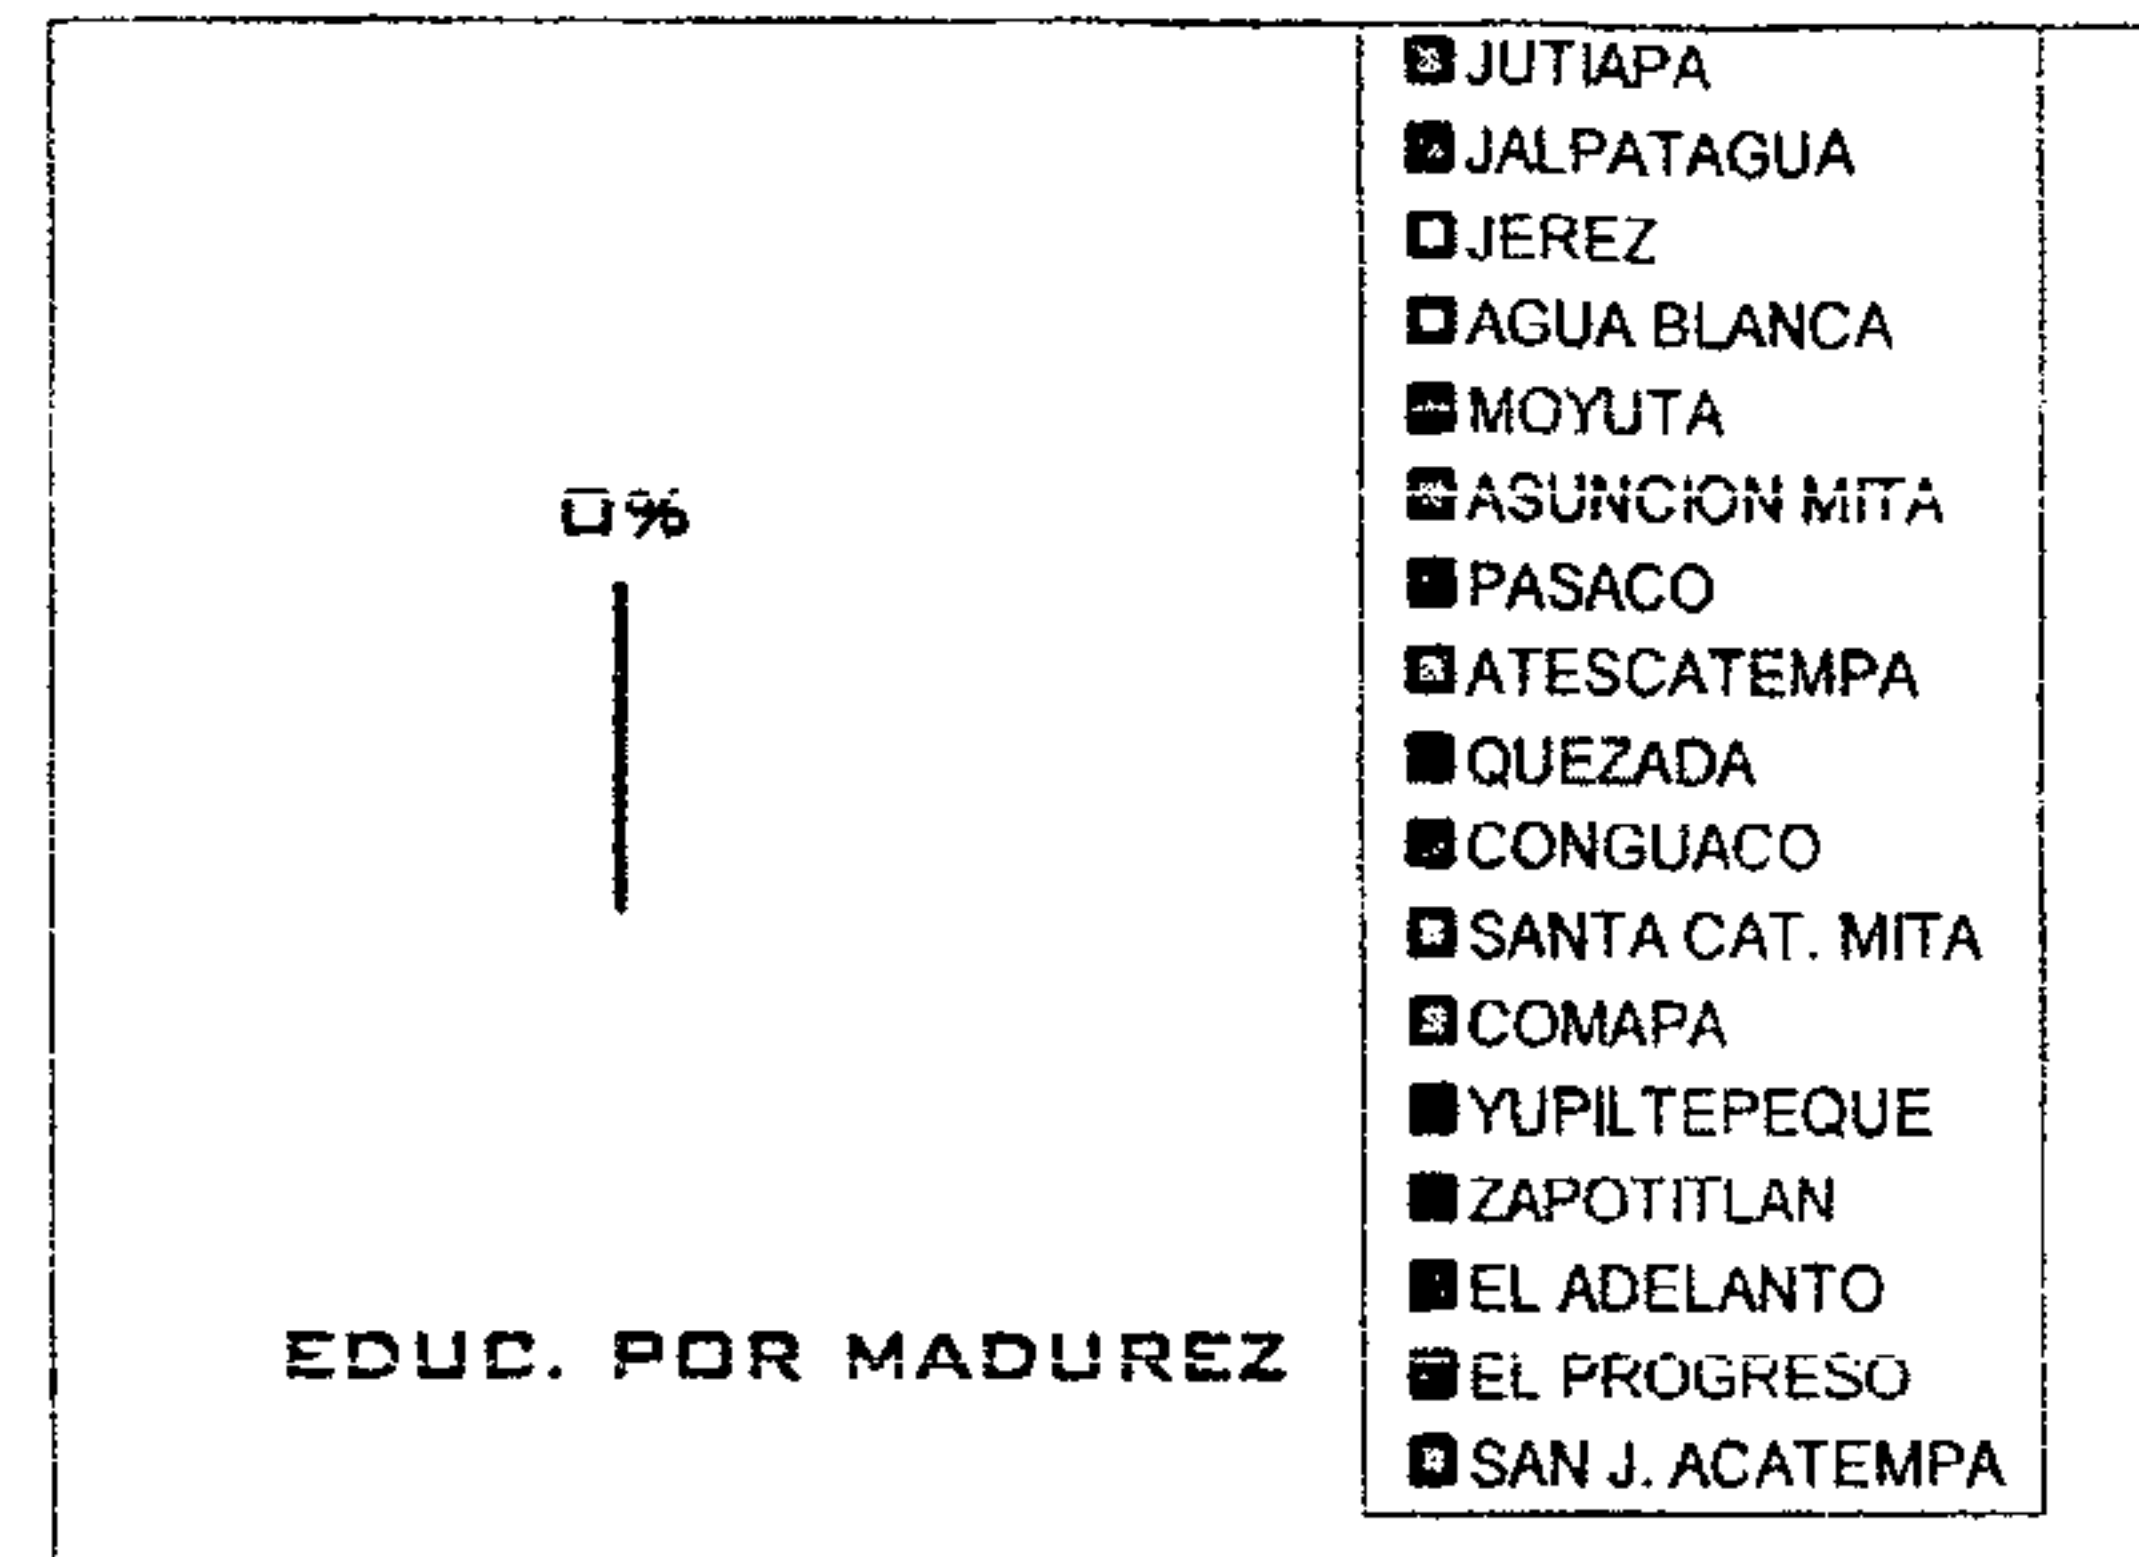 0%
EDUC. POR MADUREZ
JUTIAPA
JALPATAGUA
JEREZ
AGUA BLANCA
MOYUTA
ASUNCION MITA
PASACO
ATESCATEMPA
QUEZADA
CONGUACO
SANTA CAT. MITA
COMAPA
YUPILTEPEQUE
ZAPOTITLAN
EL ADELANTO
EL PROGRESO
SAN J. ACATEMPA